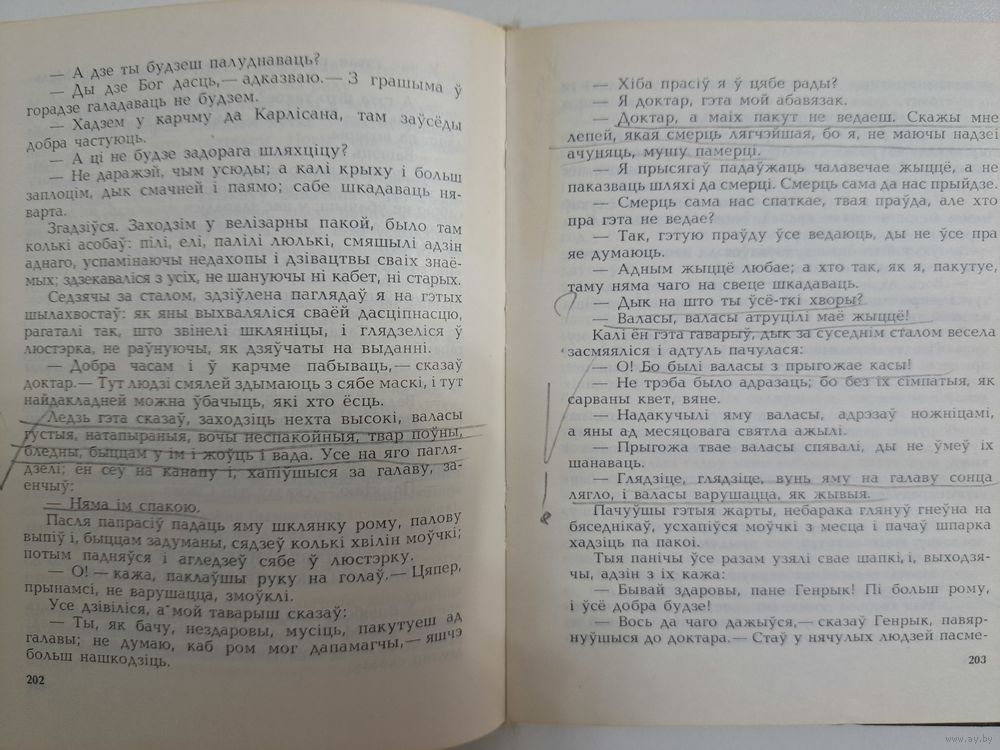 — А дзе ты будзеш палуднаваць?
— Ды дзе Бог дасць,— адказваю.— З грашыма ў
горадзе галадаваць не будзем.
— Хадзем у карчму да Карлісана, там заўсёды
добра частуюць.
— А ці не будзе задорага шляхціцу?
— Не даражэй, чым усюды; а калі крыху і больш
заплоцім, дык смачней і паямо; сабе шкадаваць ня-
варта.
Згадзіўся. Заходзім у велізарны пакой, было там
колькі асобаў: пілі, елі, палілі люлькі, смяшылі адзін
аднаго, успамінаючы недахопы і дзівацтвы сваіх знаё-
мых; здзекваліся з усіх, не шануючы ні кабет, ні старых.
Седзячы за сталом, здзіўлена паглядаў я на гэтых
шылахвостаў: як яны выхваляліся сваёй дасціпнасцю,
рагаталі так, што звінелі шкляніцы, і глядзеліся ў
люстэрка, не раўнуючы, як дзяўчаты на выданні.
— Добра часам і ў карчме пабываць,— сказаў
доктар.— Тут людзі смялей здымаюць з сябе маскі, і тут
найдакладней можна ўбачыць, які хто ёсць.
Ледзь гэта сказаў, заходзіць нехта высокі, валасы
густыя, натапыраныя, вочы неспакойныя, твар поўны,
бледны, быццам у ім і жоўць і вада. Усе на яго пагля-
дзелі; ён сеў на канапу і, хапіўшыся за галаву, за-
енчыў:
— Няма ім спакою.
Пасля папрасіў падаць яму шклянку рому, палову
выпіў і, быццам задуманы, сядзеў колькі хвілін моўчкі;
потым падняўся і агледзеў сябе ў люстэрку.
— О! — кажа, паклаўшы руку на голаў.— Цяпер,
прынамсі, не варушацца, змоўклі.
Усе дзівіліся, а мой таварыш сказаў:
— Ты, як бачу, нездаровы, мусіць, пакутуеш ад
галавы; не думаю, каб ром мог дапамагчы,— яшчэ
больш нашкодзіць.
202
— Хіба прасіў я ў цябе рады?
— Я доктар, гэта мой абавязак.
— Доктар, а маіх пакут не ведаеш. Скажы мне
лепей, якая смерць лягчэйшая, бо я, не маючы надзеі
ачуняць, мушу памерці.
— Я прысягаў падаўжаць чалавечае жыццё, а не
паказваць шляхі да смерці. Смерць сама да нас прыйдзе.
— Смерць сама нас спаткае, твая праўда, але хто
пра гэта не ведае?
— Так, гэтую праўду ўсе ведаюць, ды не ўсе пра
яе думаюць.
— Адным жыццё любае; а хто так, як я, пакутуе,
таму няма чаго на свеце шкадаваць.
— Дык на што ты ўсё-ткі хворы?
— Валасы, валасы атруцілі маё жыццё!
Калі ён гэта гаварыў, дык за суседнім сталом весела
засмяяліся і адтуль пачулася:
— О! Бо былі валасы з прыгожае касы!
— Не трэба было адразаць; бо без іх сімпатыя, як
сарваны квет, вяне.
— Надакучылі яму валасы, адрэзаў ножніцамі,
а яны ад месяцовага святла ажылі.
— Прыгожа твае валасы спявалі, ды не ўмеў іх
шанаваць.
— Глядзіце, глядзіце, вунь яму на галаву сонца
лягло, і валасы варушацца, як жывыя.
Пачуўшы гэтыя жарты, небарака глянуў гнеўна на
бяседнікаў, усхапіўся моўчкі з месца і пачаў шпарка
хадзіць па пакоі.
Тыя панічы ўсе разам узялі свае шапкі, і, выходзя-
чы, адзін з іх кажа:
— Бывай здаровы, пане Генрык! Пі больш рому,
і ўсё добра будзе!
— Вось да чаго дажыўся,— сказаў Генрык, павяр-
нуўшыся до доктара.— Стаў у нячулых людзей пасме-
203
www.ay.by